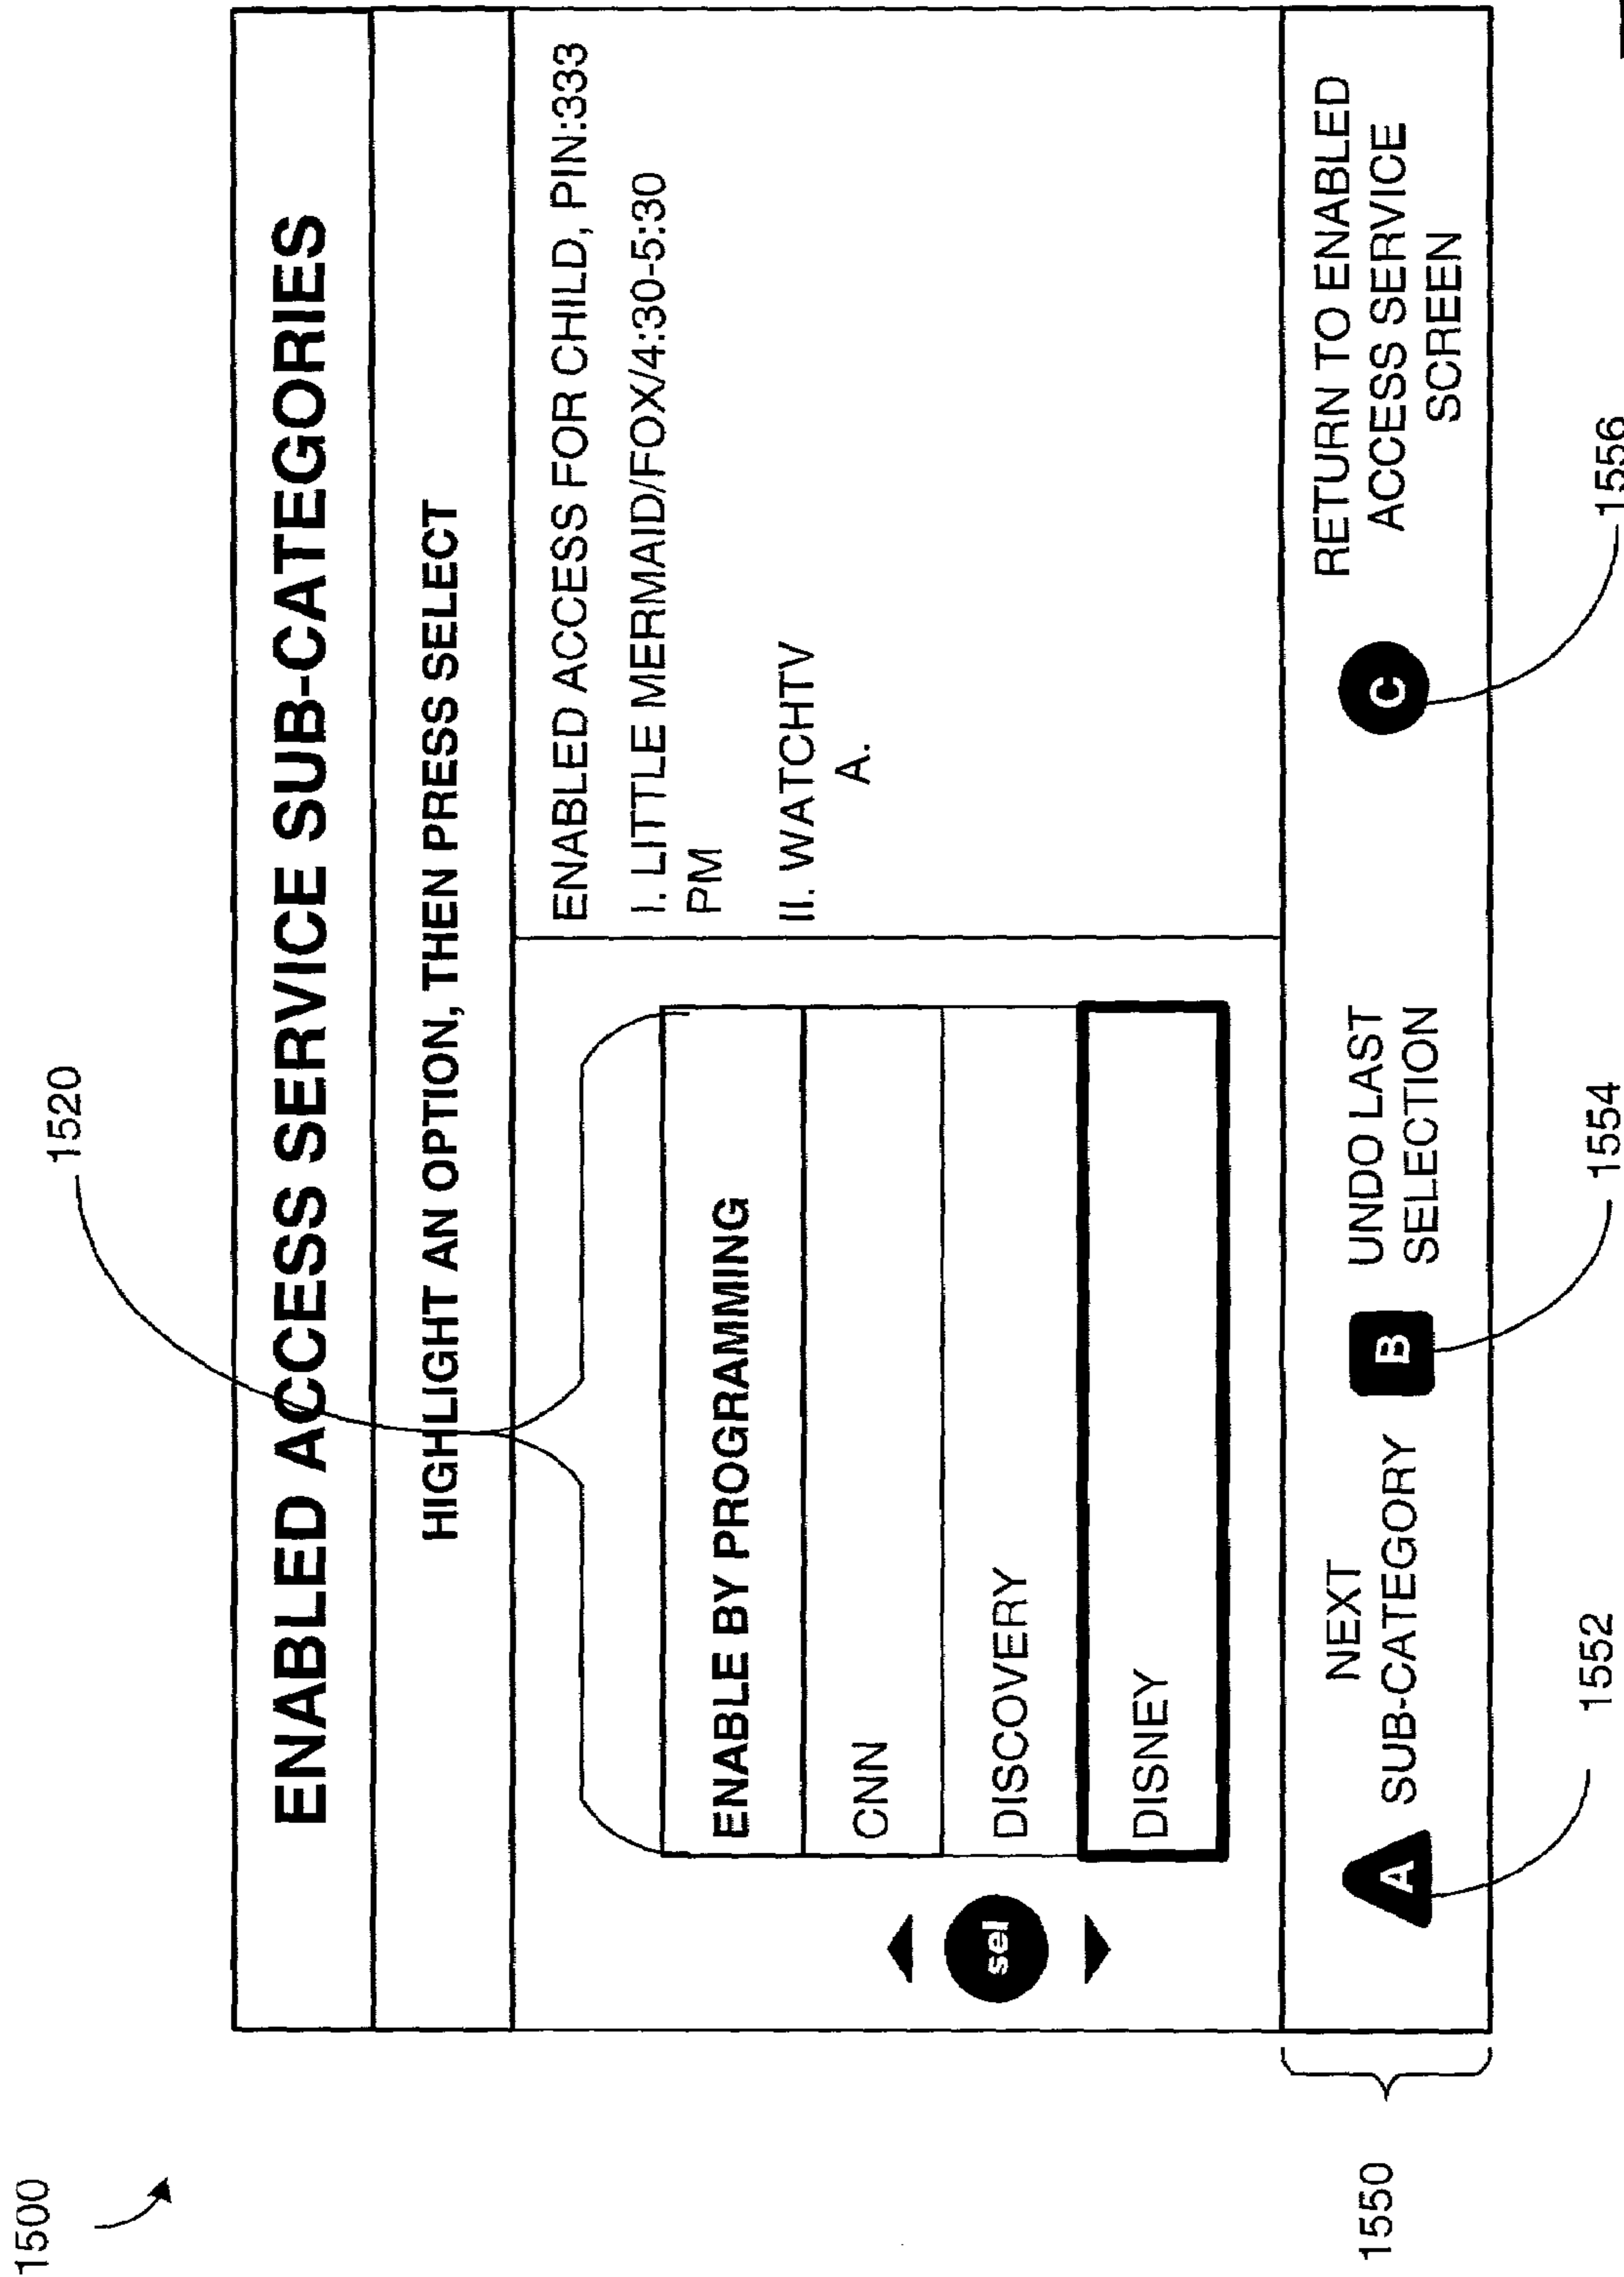 1500
1520
ENABLED ACCESS SERVICE SUB-CATEGORIES
HIGHLIGHT AN OPTION, THEN PRESS SELECT
sel
ENABLE BY PROGRAMMING
CNN
DISCOVERY
DISNEY
ENABLED ACCESS FOR CHILD, PIN:333
I. LITTLE MERMAID/FOX/4:30-5:30
PM
II. WATCHTV
A.
1550
A
NEXT
SUB-CATEGORY
B
UNDO LAST
SELECTION
C
RETURN TO ENABLED
ACCESS SERVICE
SCREEN
1552
1554
1556